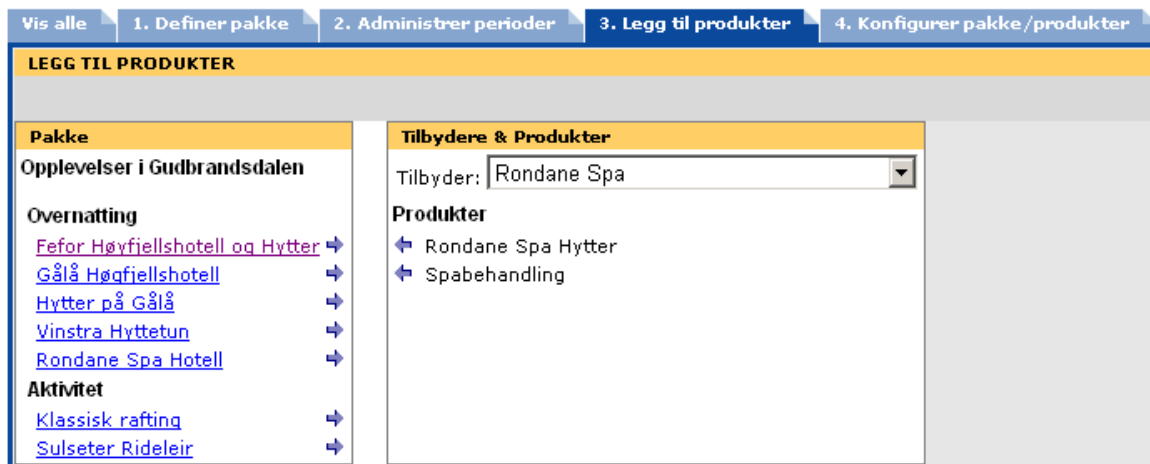 Vis alle 1. Definer pakke 2. Administrer perioder 3. Legg til produkter 4. Konfigurer pakke/produkter
LEGG TIL PRODUKTER
Pakke
Opplevelser i Gudbrandsdalen
Overnatting
Fefor Høyfjellshotell og Hytter
Gålå Høgfjellshotell
Hytter på Gålå
Vinstra Hyttetun
Rondane Spa Hotell
Aktivitet
Klassisk rafting
Sulseter Rideleir
Tilbydere & Produkter
Tilbyder: Rondane Spa
Produkter
Rondane Spa Hytter
Spabehandling